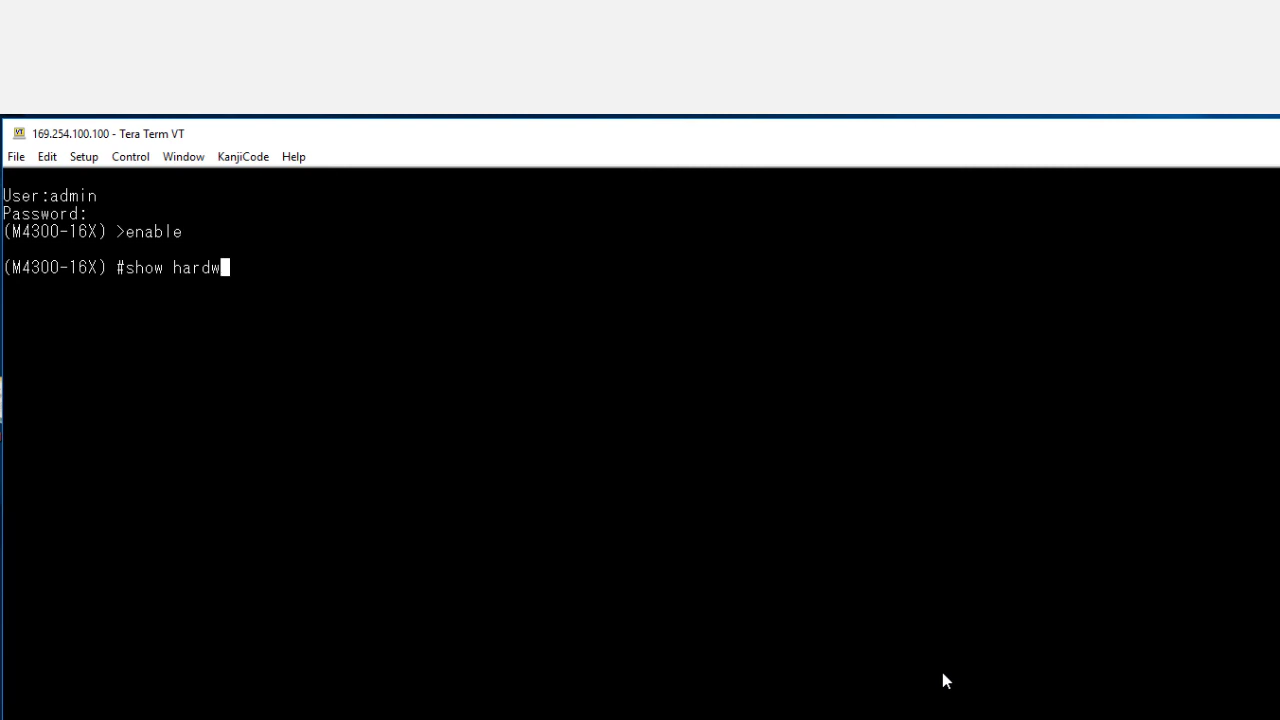 VT
169.254.100.100 - Tera Term VT
File Edit Setup Control Window KanjiCode Help
User:admin
Password:
(M4300-16X) >enable
(M4300-16X) #show hardw